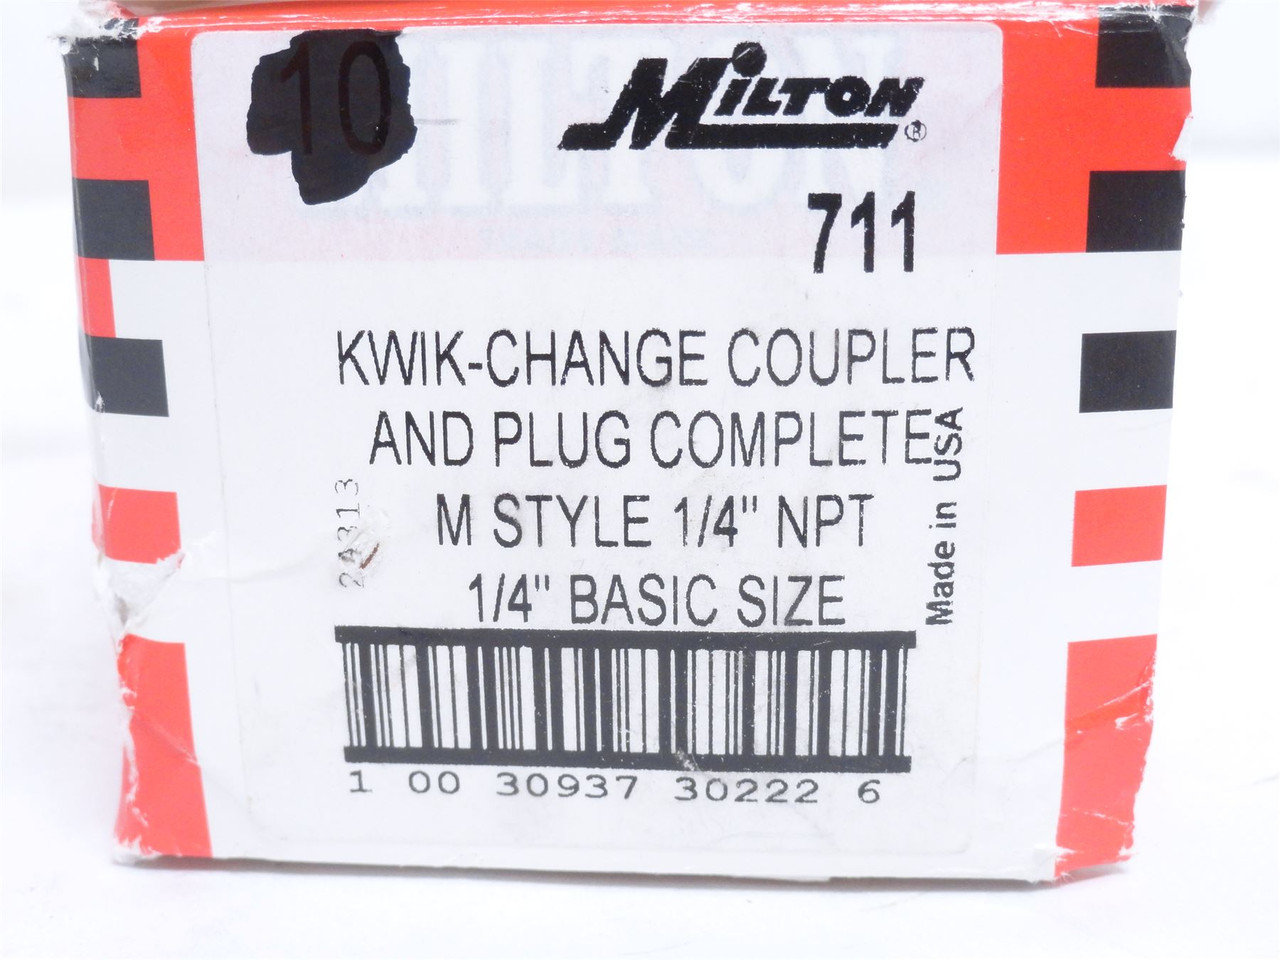 10
MILTON®
711
KWIK-CHANGE COUPLER
AND PLUG COMPLETE
M STYLE 1/4" NPT
1/4" BASIC SIZE
Made in USA
1 00 30937 30222 6